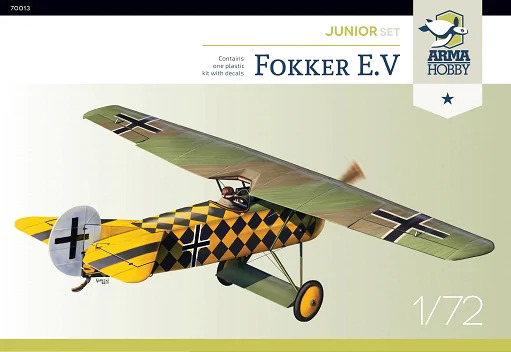 70013
JUNIOR SET
Contains
one plastic
kit with decals
FOKKER E.V
ARMA
HOBBY
1/72